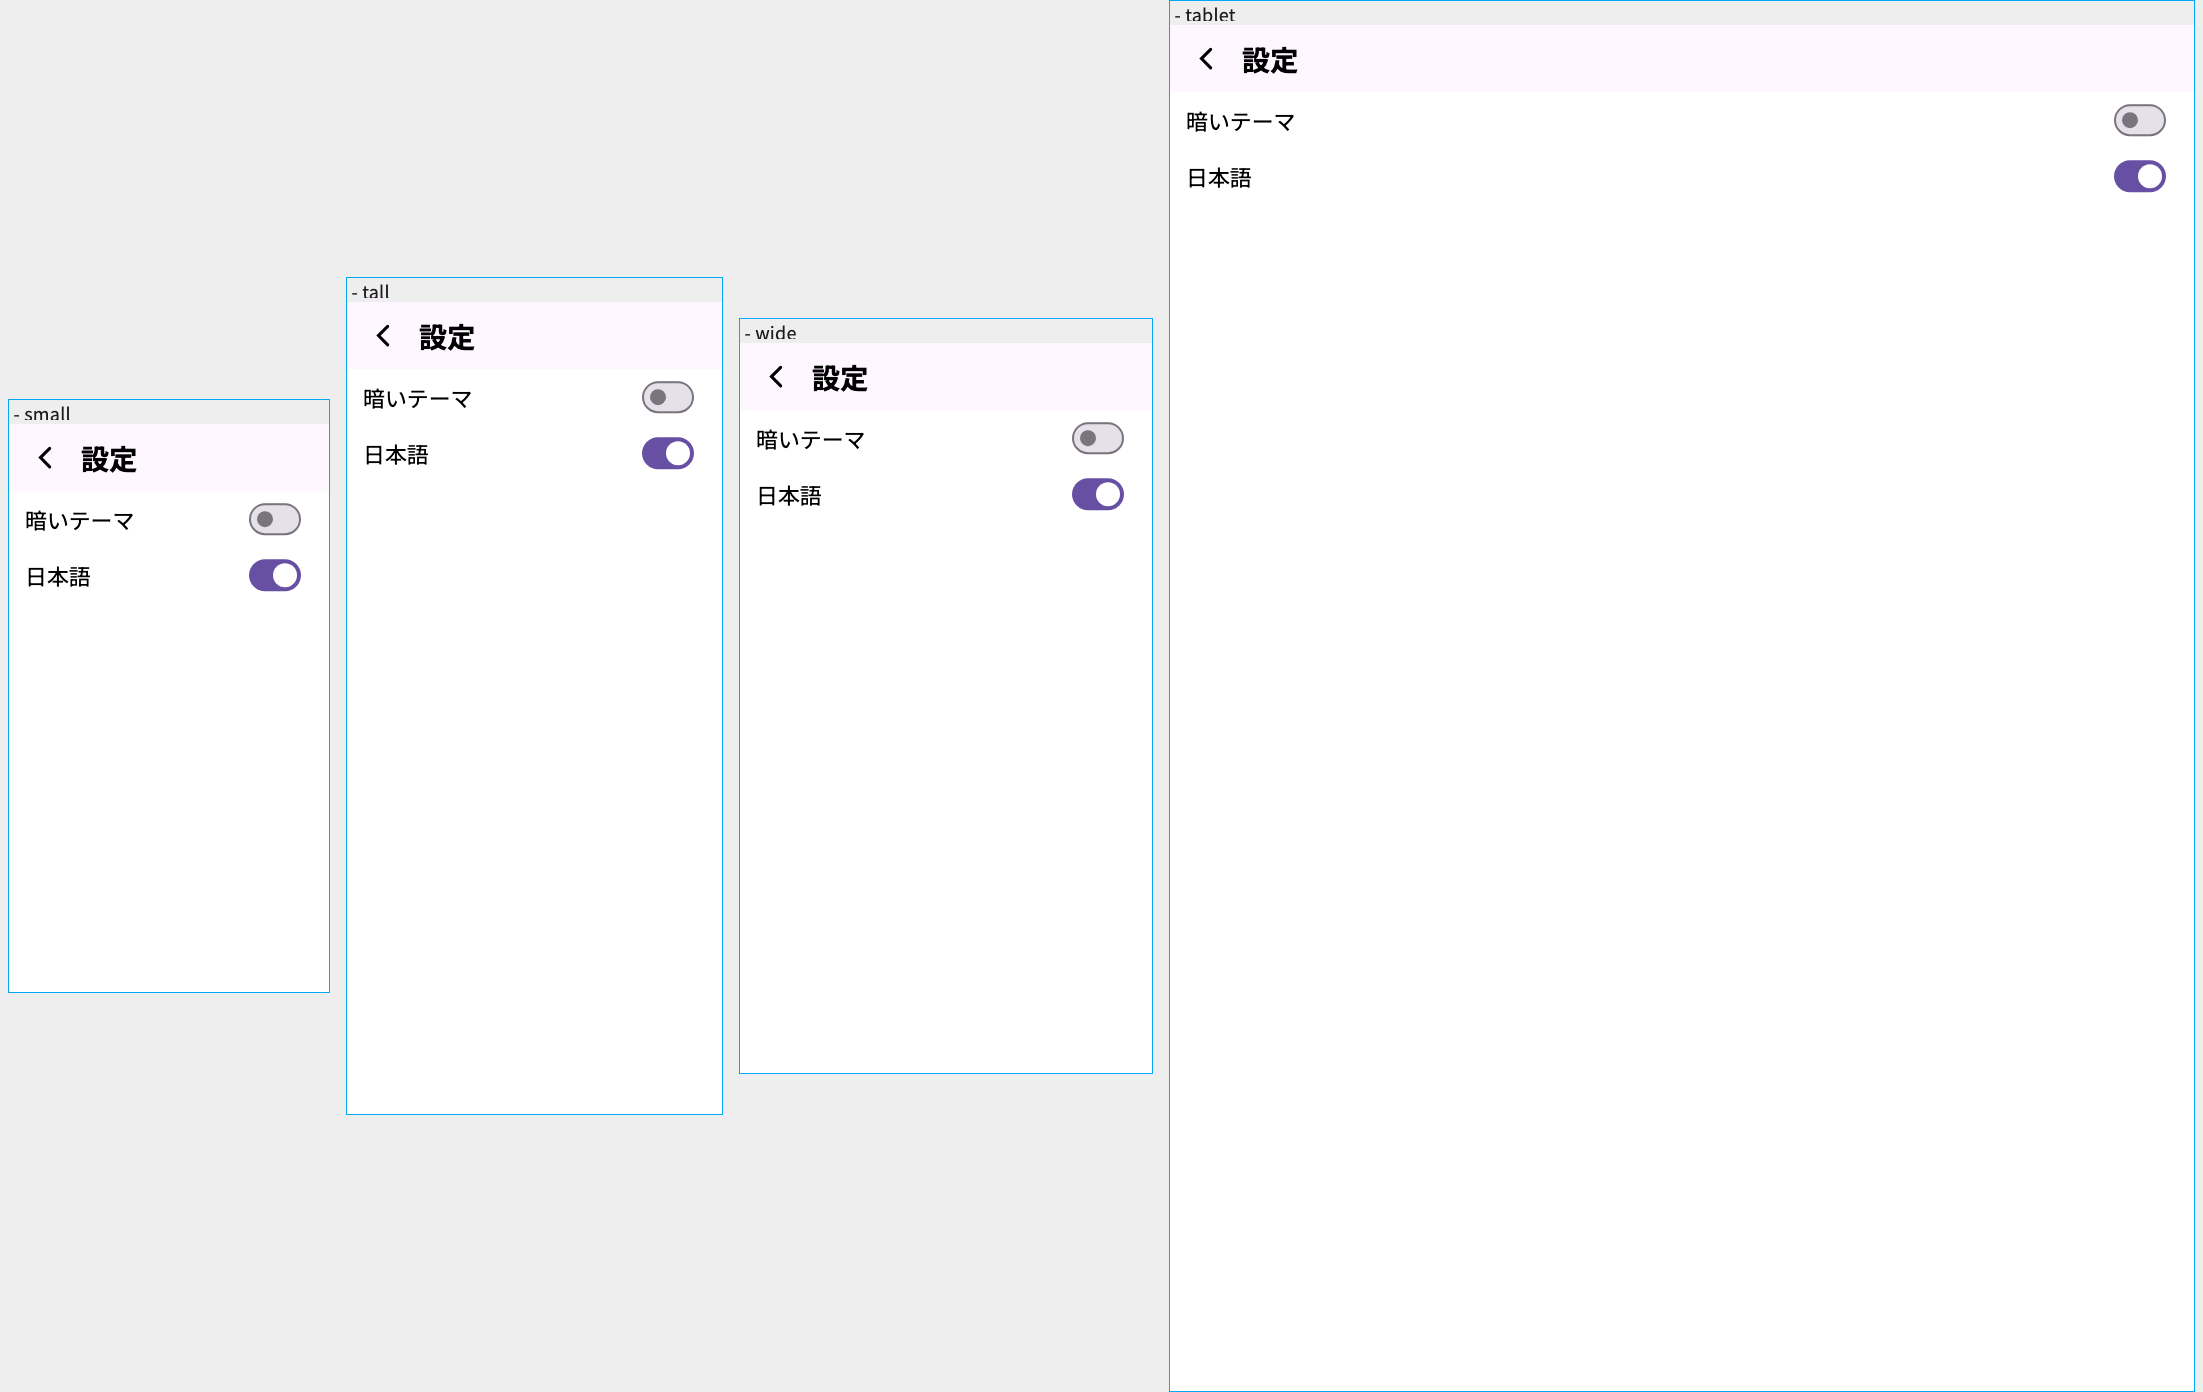 - small
設定
暗いテーマ
日本語
- tall
設定
暗いテーマ
日本語
- wide
設定
暗いテーマ
日本語
- tablet
設定
暗いテーマ
日本語